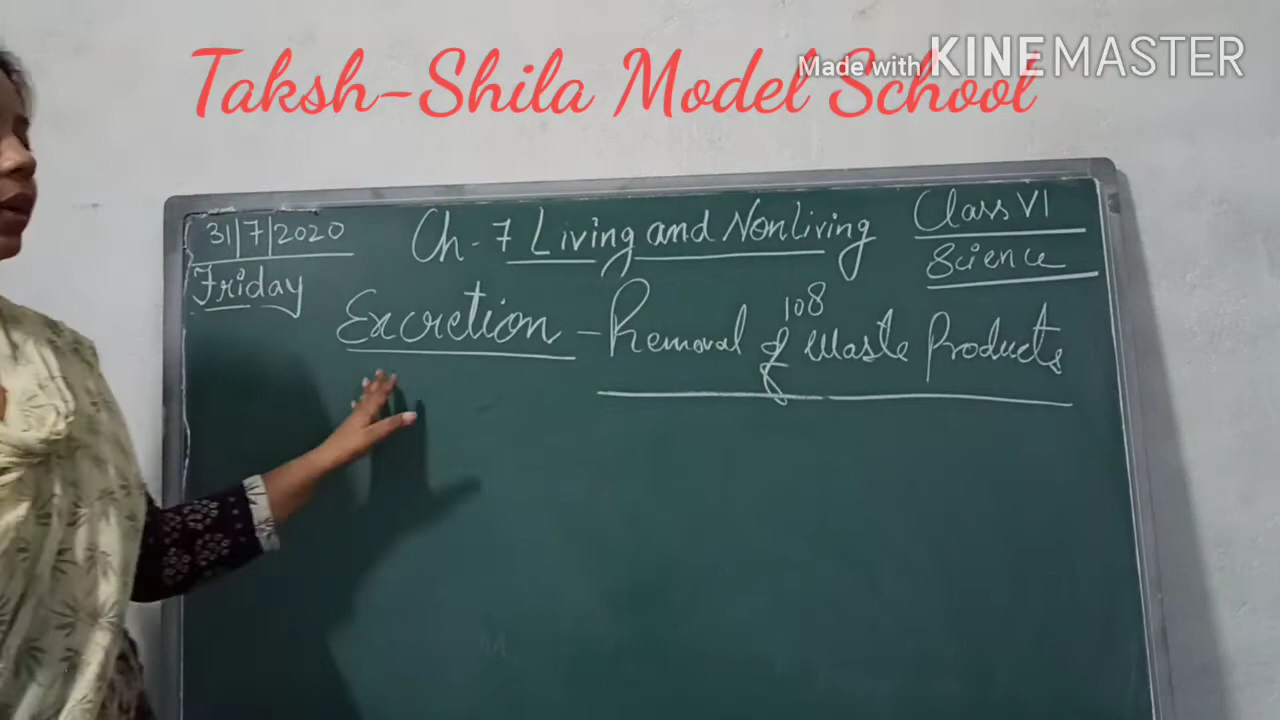 Taksh-Shila Model School
Made with KINEMASTER
31/7/2020
Friday
Ch - 7 Living and NonLiving
Class VI
Science
108
Excretion - Removal of Waste Products